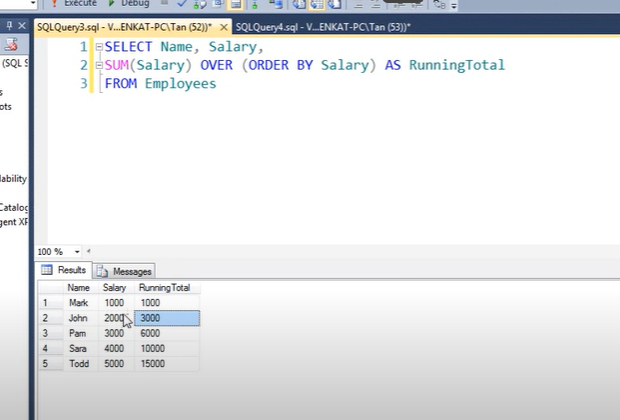 Execute Debug
SQLQuery3.sql - V...ENKAT-PC\Tan (52))* SQLQuery4.sql - V...ENKAT-PC\Tan (53))*
(SQL S
s
ots
lability
Catalog
gent XF
1 SELECT Name, Salary,
2 SUM(Salary) OVER (ORDER BY Salary) AS RunningTotal
3 FROM Employees
100 %
Results Messages
Name Salary RunningTotal
1 Mark 1000 1000
2 John 2000 3000
3 Pam 3000 6000
4 Sara 4000 10000
5 Todd 5000 15000